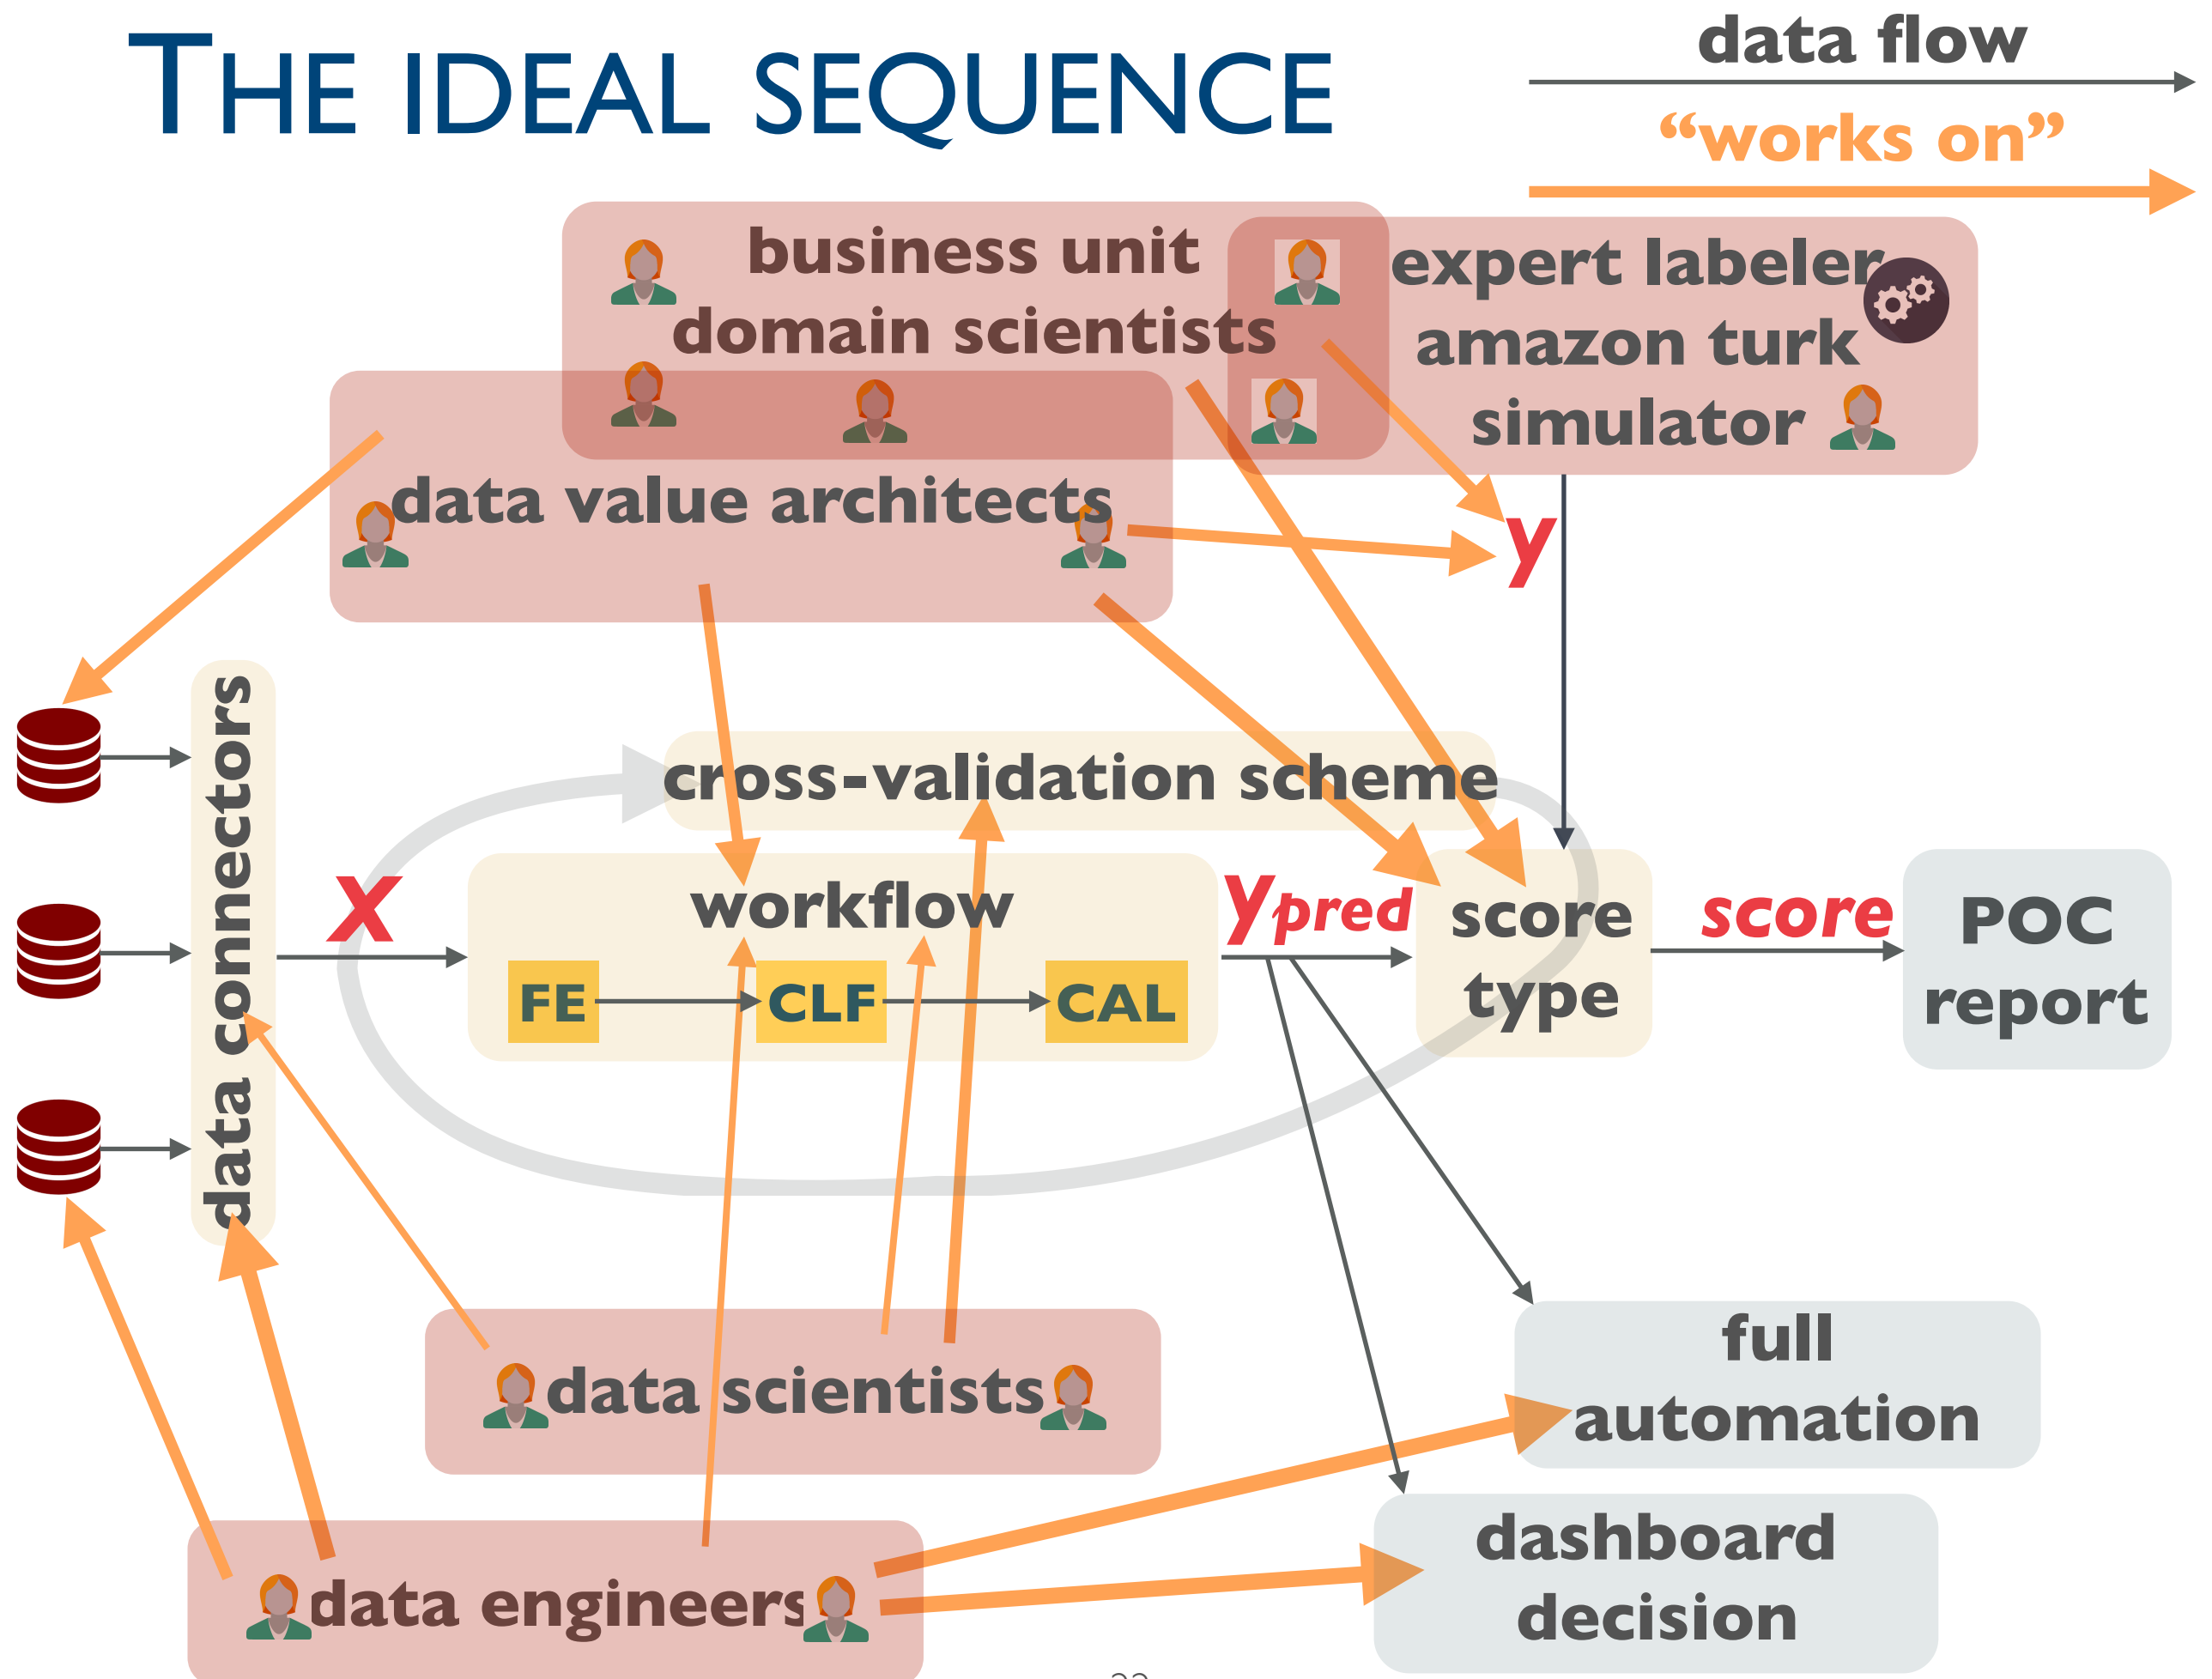 THE IDEAL SEQUENCE
data flow
“works on”
business unit
domain scientists
expert labeler
amazon turk
simulator
data value architects
y
data connectors
cross-validation scheme
X
workflow
FE
CLF
CAL
ypred
score
type
score
POC
report
data scientists
full
automation
data engineers
dashboard
decision